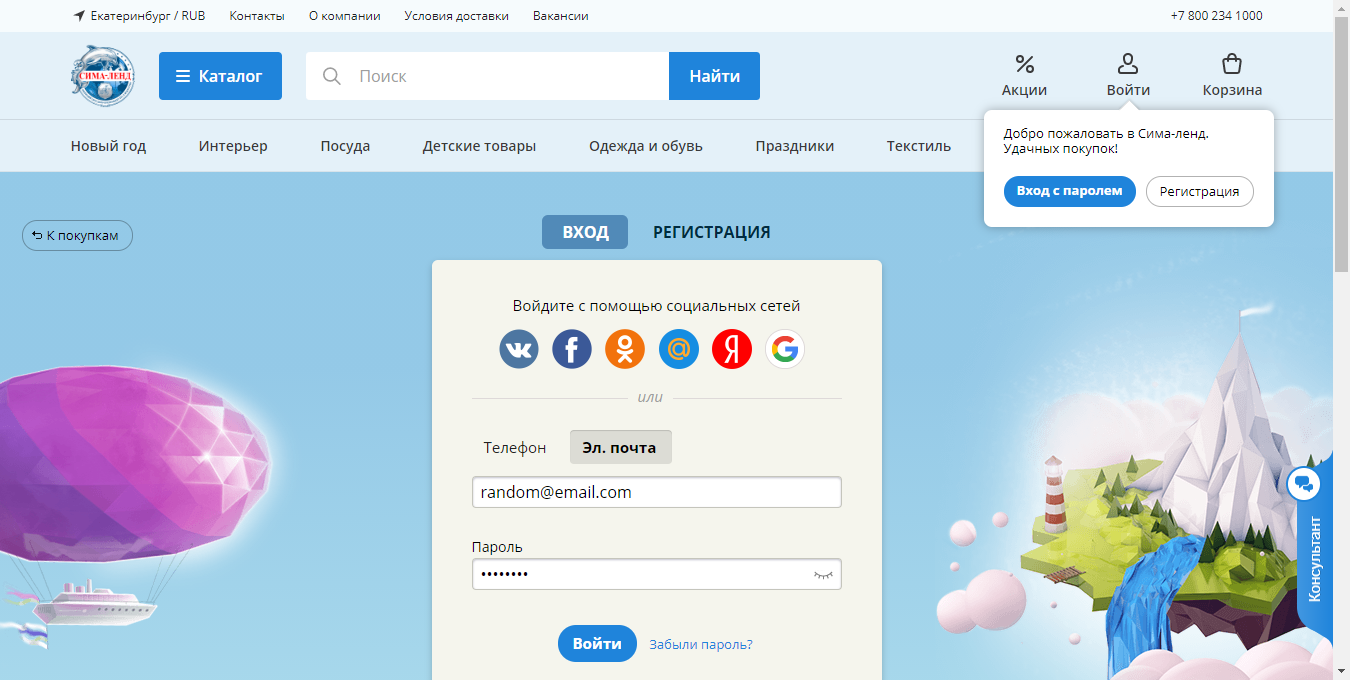 Екатеринбург / RUB Контакты О компании Условия доставки Вакансии +7 800 234 1000
СИМА-ЛЕНД
Каталог
Поиск
Найти
Акции
Войти
Корзина
Новый год Интерьер Посуда Детские товары Одежда и обувь Праздники Текстиль
Добро пожаловать в Сима-ленд.
Удачных покупок!
Вход с паролем Регистрация
К покупкам
ВХОД РЕГИСТРАЦИЯ
Войдите с помощью социальных сетей
или
Телефон Эл. почта
random@email.com
Пароль
••••••••
Войти Забыли пароль?
Консультант